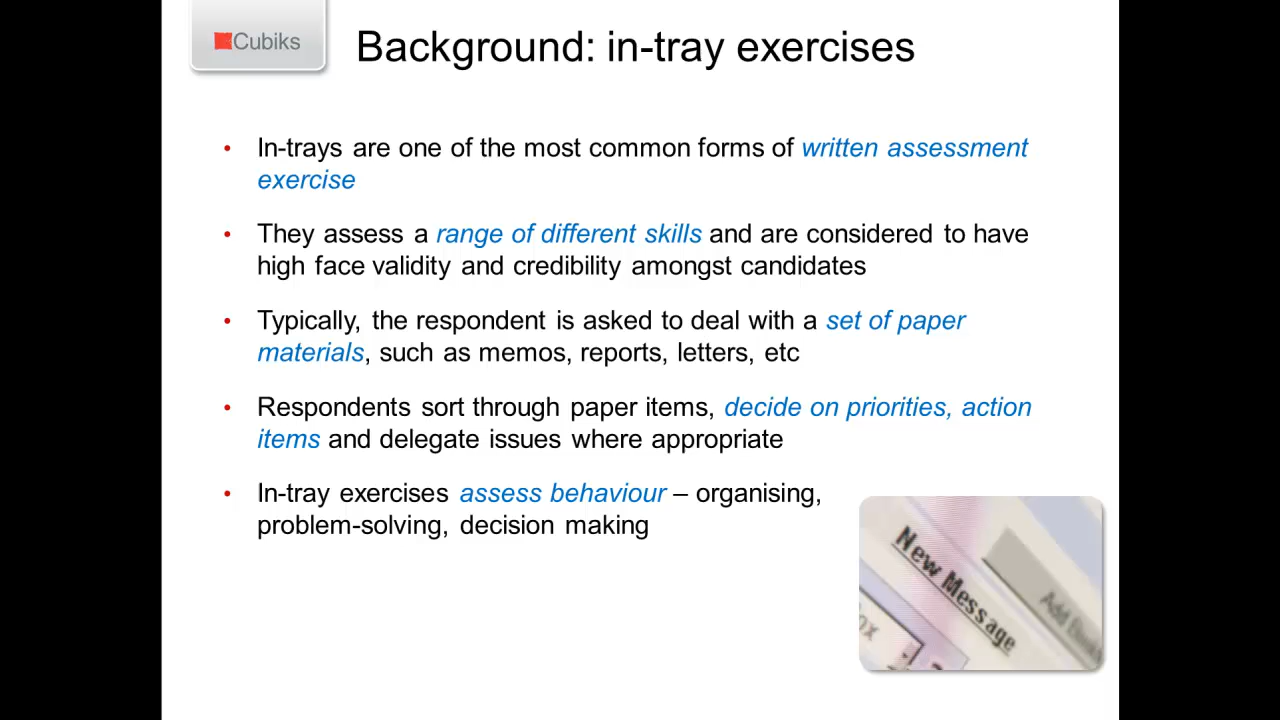 Cubiks
Background: in-tray exercises
• In-trays are one of the most common forms of written assessment
exercise
• They assess a range of different skills and are considered to have
high face validity and credibility amongst candidates
• Typically, the respondent is asked to deal with a set of paper
materials, such as memos, reports, letters, etc
• Respondents sort through paper items, decide on priorities, action
items and delegate issues where appropriate
• In-tray exercises assess behaviour – organising,
problem-solving, decision making
New Message
Add